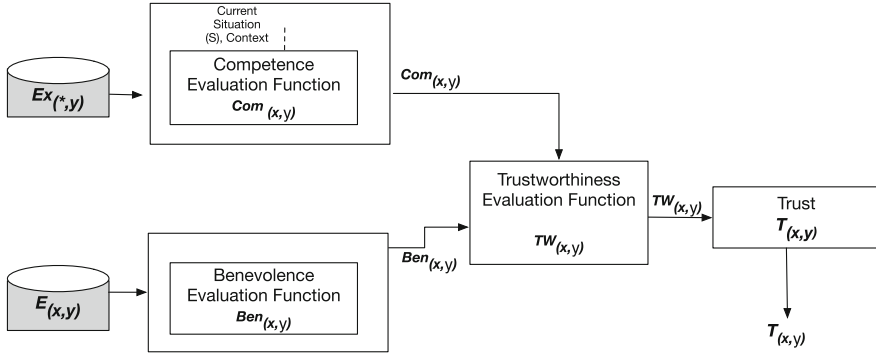 Current
Situation
(S), Context
Competence
Evaluation Function
Com (x,y)
Ex(*,y)
Com(x,y)
Trustworthiness
Evaluation Function
TW(x,y)
TW(x,y)
Trust
T(x,y)
Ben(x,y)
Benevolence
Evaluation Function
Ben(x,y)
E(x,y)
T(x,y)